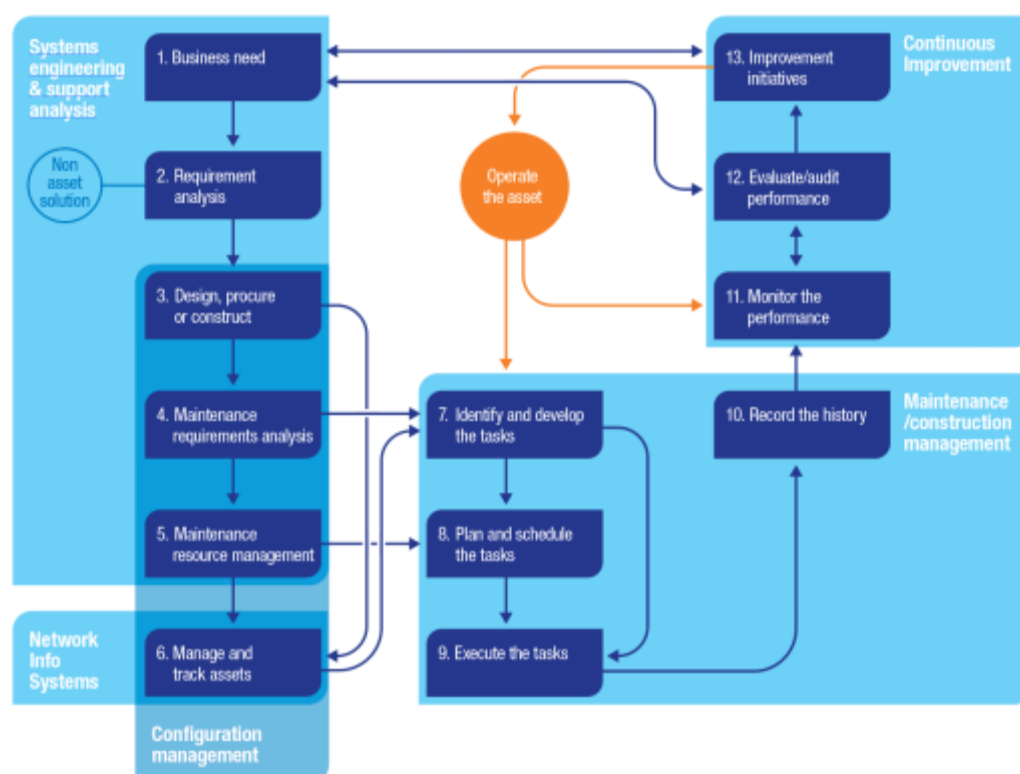 Systems
engineering
& support
analysis
1. Business need
Non
asset
solution
2. Requirement
analysis
3. Design, procure
or construct
4. Maintenance
requirements analysis
5. Maintenance
resource management
Network
Info
Systems
6. Manage and
track assets
Configuration
management
Operate
the asset
7. Identify and develop
the tasks
8. Plan and schedule
the tasks
9. Execute the tasks
Maintenance
/construction
management
10. Record the history
11. Monitor the
performance
12. Evaluate/audit
performance
13. Improvement
initiatives
Continuous
Improvement